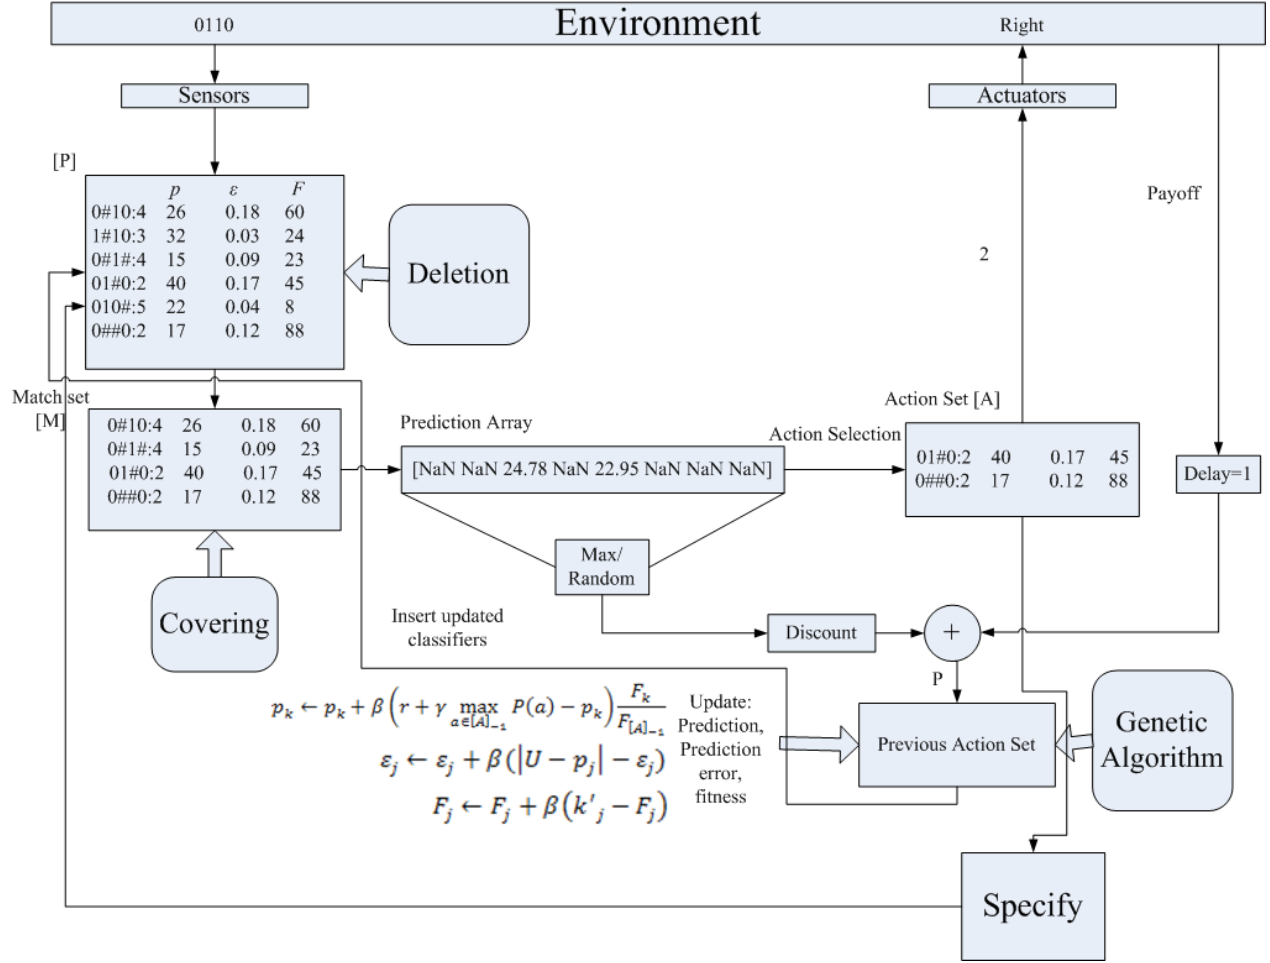 Environment
0110
Right
Sensors
Actuators
[P]
p ε F
0#10:4 26 0.18 60
1#10:3 32 0.03 24
0#1#:4 15 0.09 23
01#0:2 40 0.17 45
010#:5 22 0.04 8
0##0:2 17 0.12 88
Deletion
Payoff
2
Match set
[M]
0#10:4 26 0.18 60
0#1#:4 15 0.09 23
01#0:2 40 0.17 45
0##0:2 17 0.12 88
Prediction Array
[NaN NaN 24.78 NaN 22.95 NaN NaN NaN]
Action Selection
Action Set [A]
01#0:2 40 0.17 45
0##0:2 17 0.12 88
Delay=1
Max/
Random
Covering
Insert updated
classifiers
Discount
+
P
p_k ← p_k + β(r + γ max_{a∈[A]_{-1}} P(a) − p_k) F_k / F_{[A]_{-1}}
ε_j ← ε_j + β(|U − p_j| − ε_j)
F_j ← F_j + β(k'_j − F_j)
Update:
Prediction,
Prediction
error,
fitness
Previous Action Set
Genetic
Algorithm
Specify